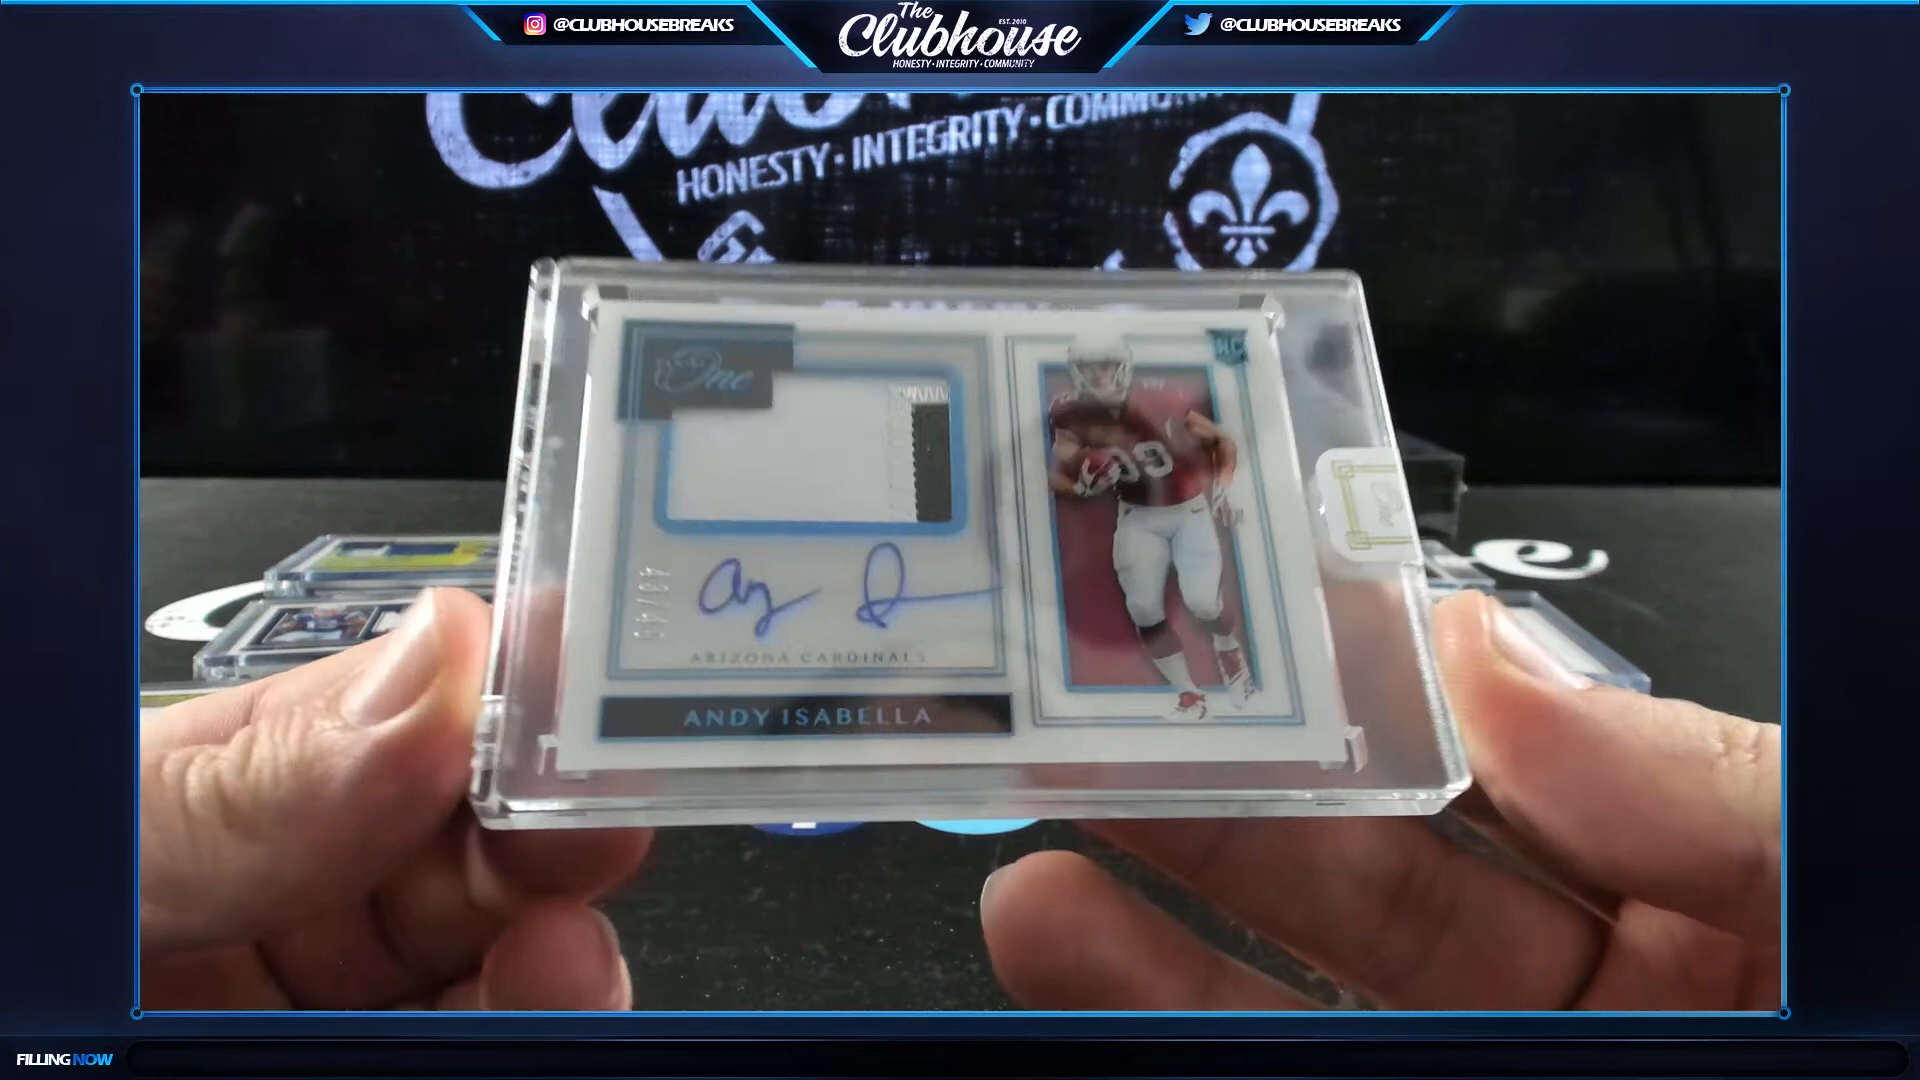 @CLUBHOUSEBREAKS
The
EST. 2010
Clubhouse
HONESTY • INTEGRITY • COMMUNITY
@CLUBHOUSEBREAKS
HONESTY • INTEGRITY •
One
RC
ARIZONA CARDINALS
ANDY ISABELLA
FILLING NOW